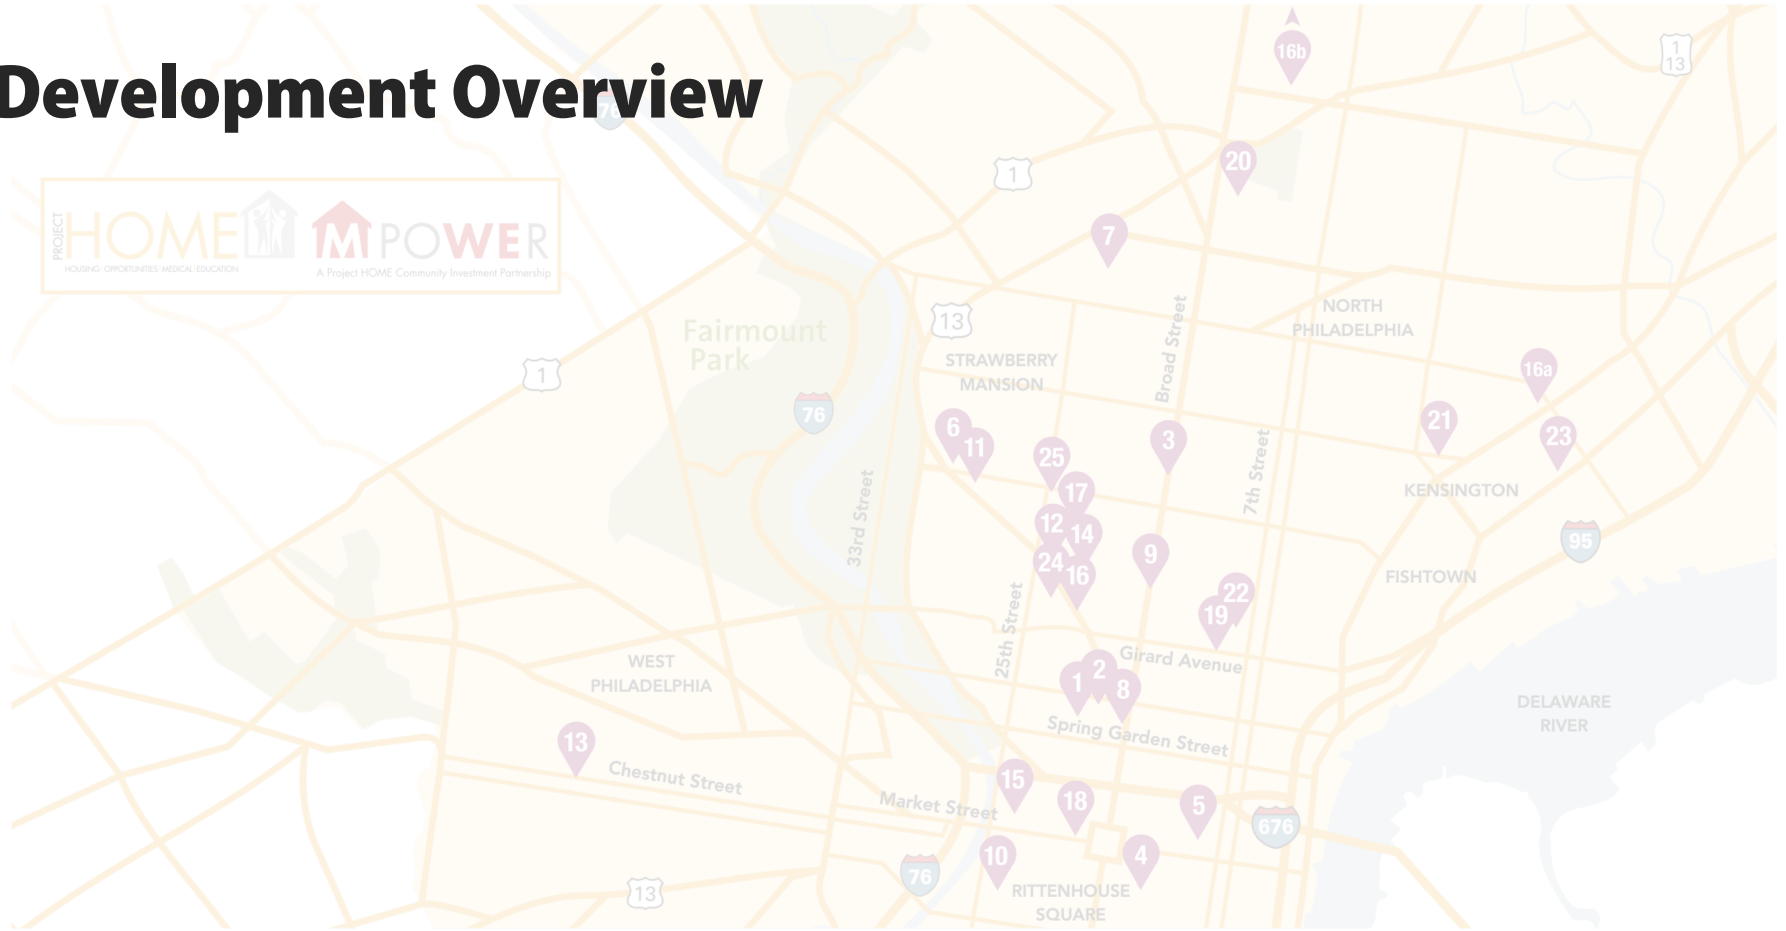 Development Overview
16b
1
13
76
20
1
PROJECT
HOME
MPOWER
HOUSING · OPPORTUNITIES · MEDICAL · EDUCATION
A Project HOME Community Investment Partnership
7
13
NORTH
PHILADELPHIA
Fairmount
Park
Broad Street
STRAWBERRY
MANSION
1
16a
76
21
23
6
11
3
25
7th Street
17
KENSINGTON
33rd Street
12
14
95
9
24
16
FISHTOWN
22
19
25th Street
Girard Avenue
WEST
PHILADELPHIA
1
2
8
DELAWARE
RIVER
Spring Garden Street
13
Chestnut Street
15
18
5
Market Street
676
10
4
76
13
RITTENHOUSE
SQUARE